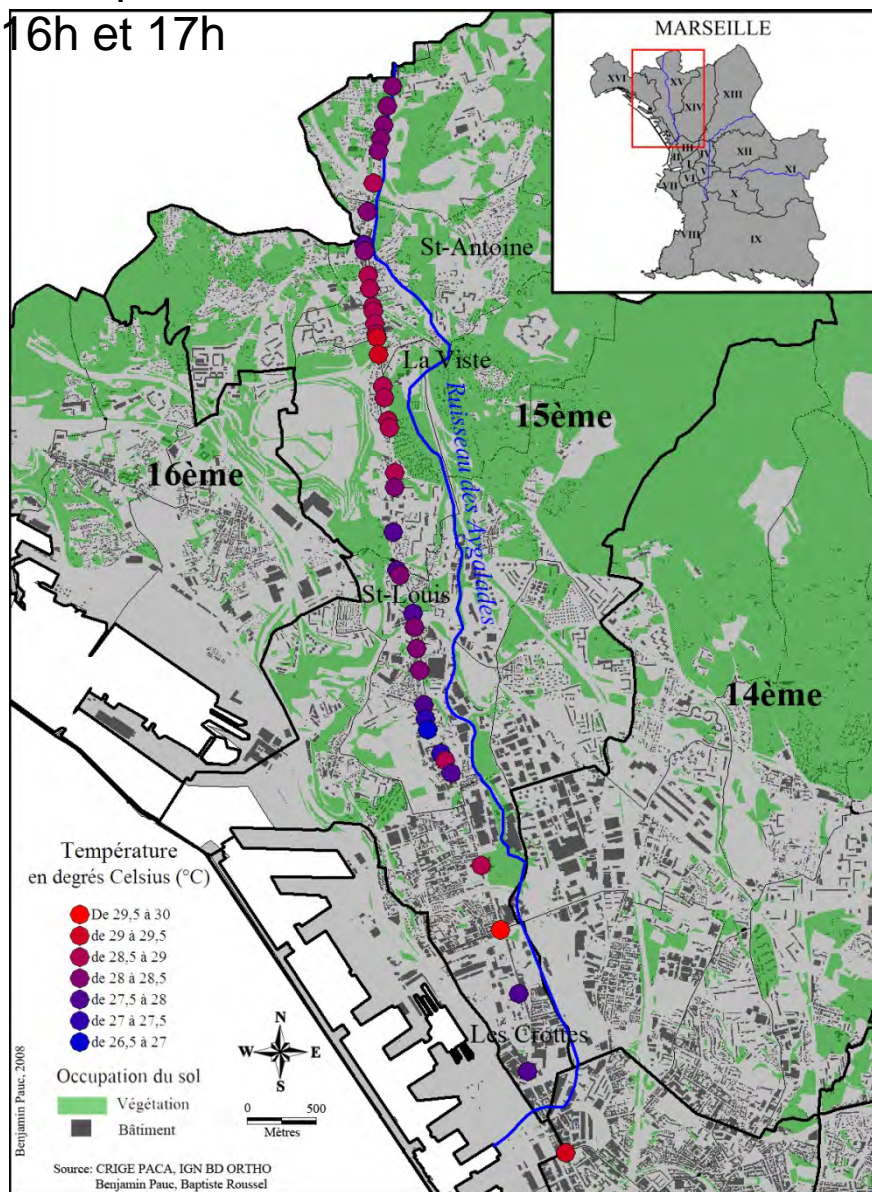 16h et 17h
MARSEILLE
XVI
XV
XIV
XIII
III
II
I
IV
V
VI
VII
XII
XI
X
VIII
IX
St-Antoine
La Viste
Ruisseau des Aygalades
15ème
16ème
St-Louis
14ème
Les Crottes
Température
en degrés Celsius (°C)
De 29,5 à 30
de 29 à 29,5
de 28,5 à 29
de 28 à 28,5
de 27,5 à 28
de 27 à 27,5
de 26,5 à 27
N
W E
S
Occupation du sol
Végétation
Bâtiment
0 500
Mètres
Benjamin Pauc, 2008
Source: CRIGE PACA, IGN BD ORTHO
Benjamin Pauc, Baptiste Roussel